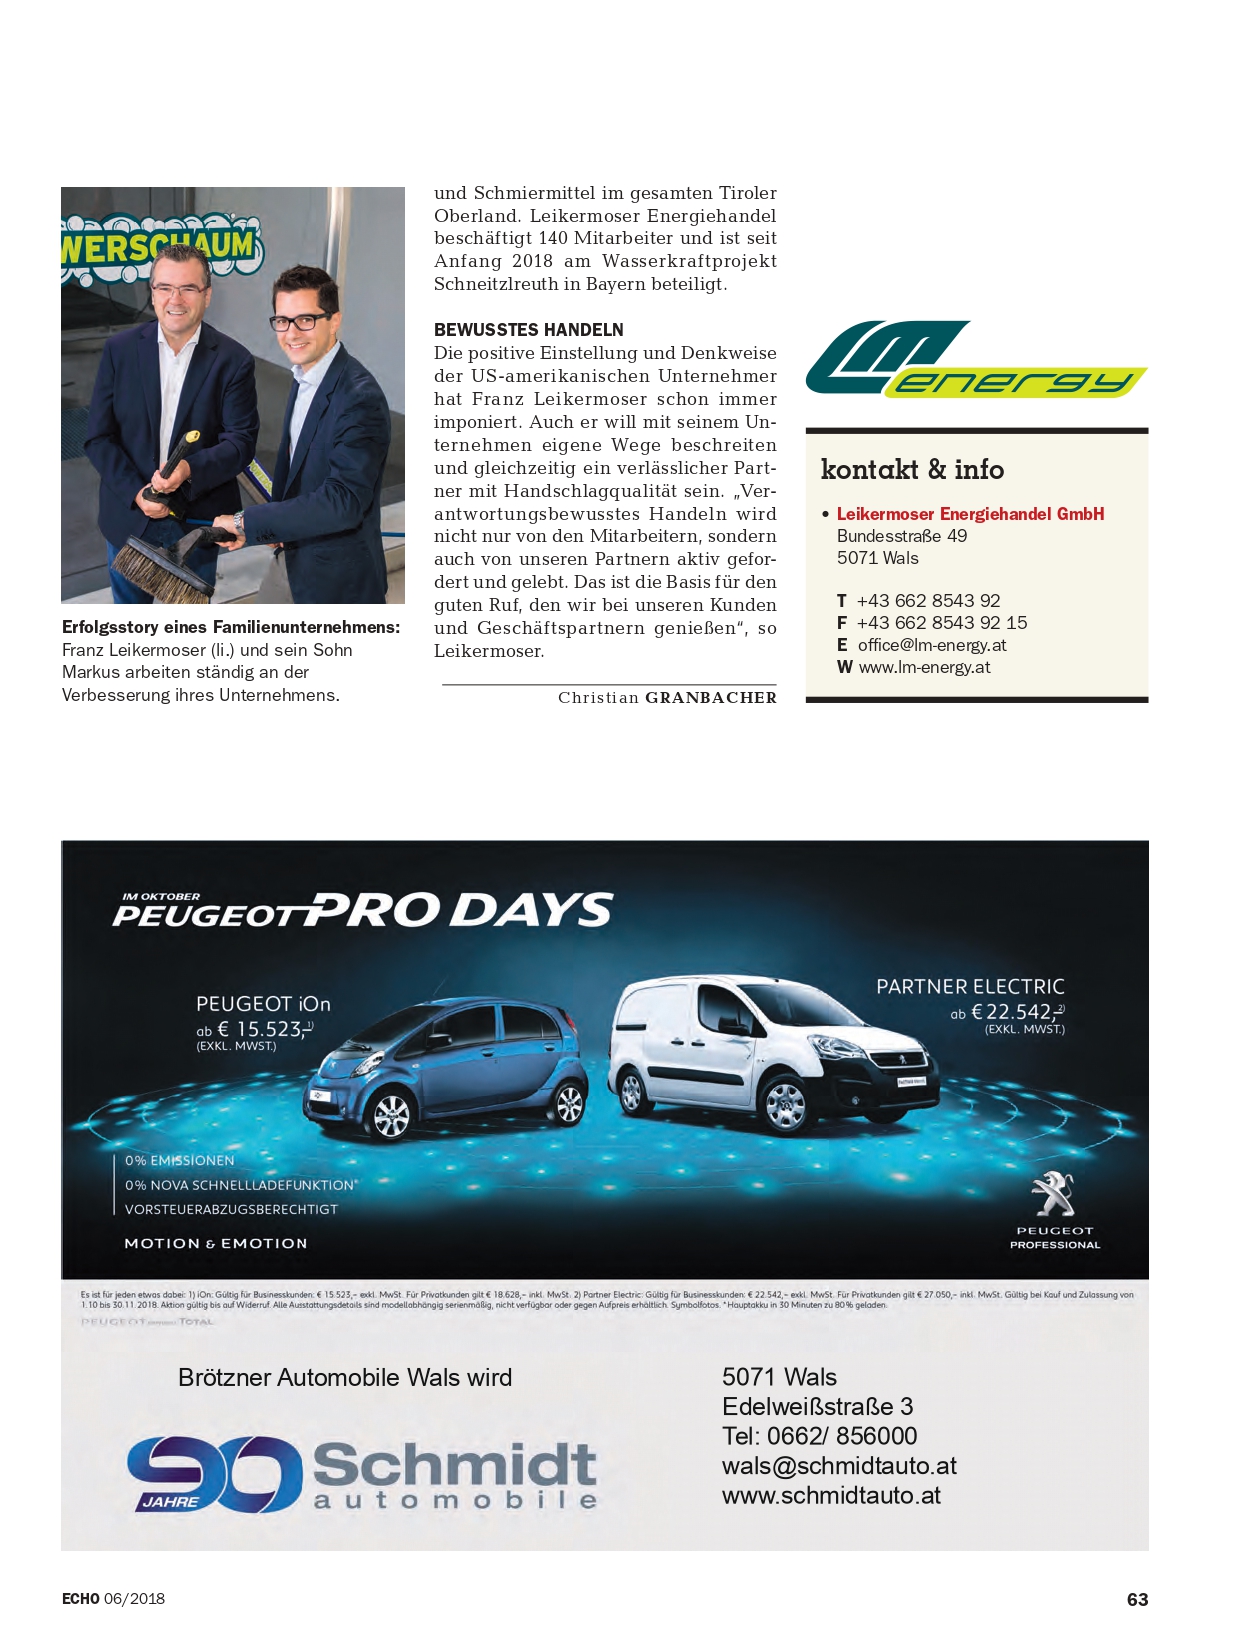 WERSCHAUM
Erfolgsstory eines Familienunternehmens:
Franz Leikermoser (li.) und sein Sohn
Markus arbeiten ständig an der
Verbesserung ihres Unternehmens.
und Schmiermittel im gesamten Tiroler
Oberland. Leikermoser Energiehandel
beschäftigt 140 Mitarbeiter und ist seit
Anfang 2018 am Wasserkraftprojekt
Schneitzlreuth in Bayern beteiligt.
BEWUSSTES HANDELN
Die positive Einstellung und Denkweise
der US-amerikanischen Unternehmer
hat Franz Leikermoser schon immer
imponiert. Auch er will mit seinem Un-
ternehmen eigene Wege beschreiten
und gleichzeitig ein verlässlicher Part-
ner mit Handschlagqualität sein. „Ver-
antwortungsbewusstes Handeln wird
nicht nur von den Mitarbeitern, sondern
auch von unseren Partnern aktiv gefor-
dert und gelebt. Das ist die Basis für den
guten Ruf, den wir bei unseren Kunden
und Geschäftspartnern genießen“, so
Leikermoser.
Christian GRANBACHER
LM energy
kontakt & info
• Leikermoser Energiehandel GmbH
Bundesstraße 49
5071 Wals
T +43 662 8543 92
F +43 662 8543 92 15
E office@lm-energy.at
W www.lm-energy.at
IM OKTOBER
PEUGEOT PRO DAYS
PEUGEOT iOn
ab € 15.523,–1)
(EXKL. MWST.)
PARTNER ELECTRIC
ab € 22.542,–2)
(EXKL. MWST.)
0% EMISSIONEN
0% NOVA SCHNELLLADEFUNKTION*
VORSTEUERABZUGSBERECHTIGT
MOTION & EMOTION
PEUGEOT
PROFESSIONAL
Es ist für jeden etwas dabei: 1) iOn: Gültig für Businesskunden: € 15.523,– exkl. MwSt. Für Privatkunden gilt € 18.628,– inkl. MwSt. 2) Partner Electric: Gültig für Businesskunden: € 22.542,– exkl. MwSt. Für Privatkunden gilt € 27.050,– inkl. MwSt. Gültig bei Kauf und Zulassung von
1.10 bis 30.11.2018. Aktion gültig bis auf Widerruf. Alle Ausstattungsdetails sind modellabhängig serienmäßig, nicht verfügbar oder gegen Aufpreis erhältlich. Symbolfotos. *Hauptakku in 30 Minuten zu 80% geladen.
PEUGEOT TOTAL
Brötzner Automobile Wals wird
90 JAHRE Schmidt
automobile
5071 Wals
Edelweißstraße 3
Tel: 0662/ 856000
wals@schmidtauto.at
www.schmidtauto.at
ECHO 06/2018
63